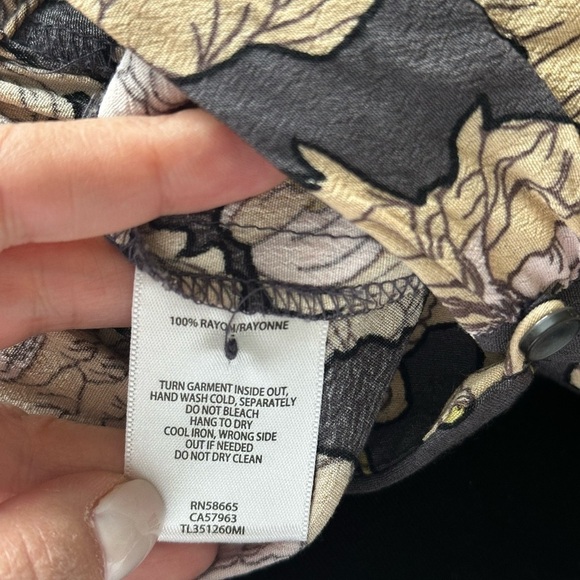 100% RAYON/RAYONNE
TURN GARMENT INSIDE OUT,
HAND WASH COLD, SEPARATELY
DO NOT BLEACH
HANG TO DRY
COOL IRON, WRONG SIDE
OUT IF NEEDED
DO NOT DRY CLEAN
RN58665
CA57963
TL351260MI